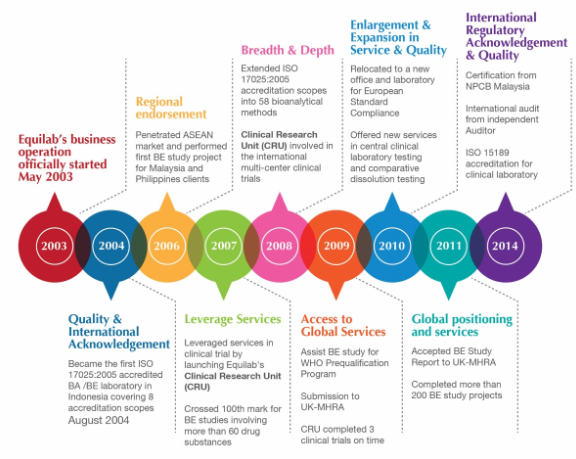 Equilab's business
operation
officially started
May 2003
Regional
endorsement
Penetrated ASEAN
market and performed
first BE study project
for Malaysia and
Philippines clients
Breadth & Depth
Extended ISO
17025:2005
accreditation scopes
into 58 bioanalytical
methods
Clinical Research
Unit (CRU) involved in
the international
multi-center clinical
trials
Enlargement &
Expansion in
Service & Quality
Relocated to a new
office and laboratory
for European
Standard
Compliance
Offered new services
in central clinical
laboratory testing
and comparative
dissolution testing
International
Regulatory
Acknowledgement
& Quality
Certification from
NPCB Malaysia
International audit
from independent
Auditor
ISO 15189
accreditation for
clinical laboratory
2003
2004
2006
2007
2008
2009
2010
2011
2014
Quality &
International
Acknowledgement
Became the first ISO
17025:2005 accredited
BA /BE laboratory in
Indonesia covering 8
accreditation scopes
August 2004
Leverage Services
Leveraged services in
clinical trial by
launching Equilab's
Clinical Research Unit
(CRU)
Crossed 100th mark for
BE studies involving
more than 60 drug
substances
Access to
Global Services
Assist BE study for
WHO Prequalification
Program
Submission to
UK-MHRA
CRU completed 3
clinical trials on time
Global positioning
and services
Accepted BE Study
Report to UK-MHRA
Completed more than
200 BE study projects